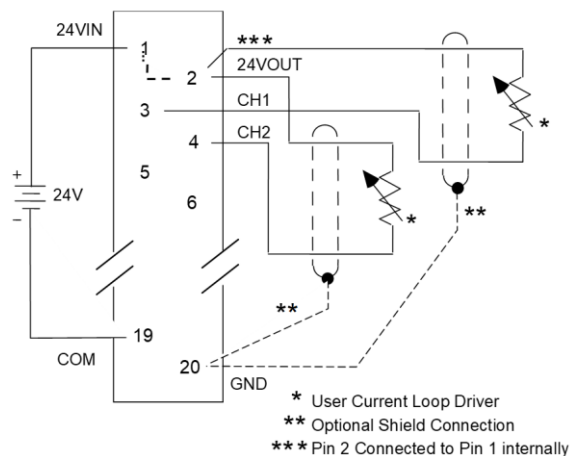 24VIN
***
1
24VOUT
2
3
CH1
*
4
CH2
5
+
24V
6
*
**
−
**
19
COM
20
GND
* User Current Loop Driver
** Optional Shield Connection
*** Pin 2 Connected to Pin 1 internally